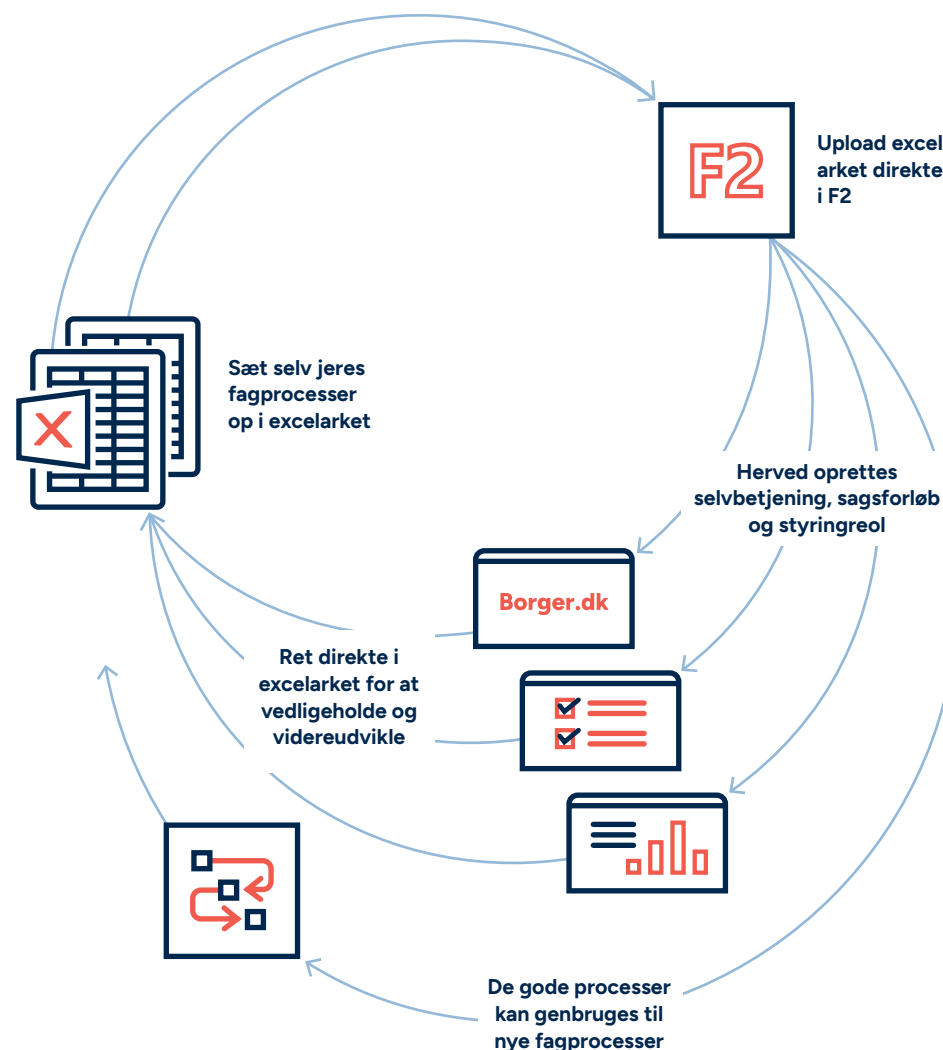 F2
Upload excel
arket direkte
i F2
Sæt selv jeres
fagprocesser
op i excelarket
X
Herved oprettes
selvbetjening, sagsforløb
og styringreol
Borger.dk
Ret direkte i
excelarket for at
vedligeholde og
videreudvikle
De gode processer
kan genbruges til
nye fagprocesser